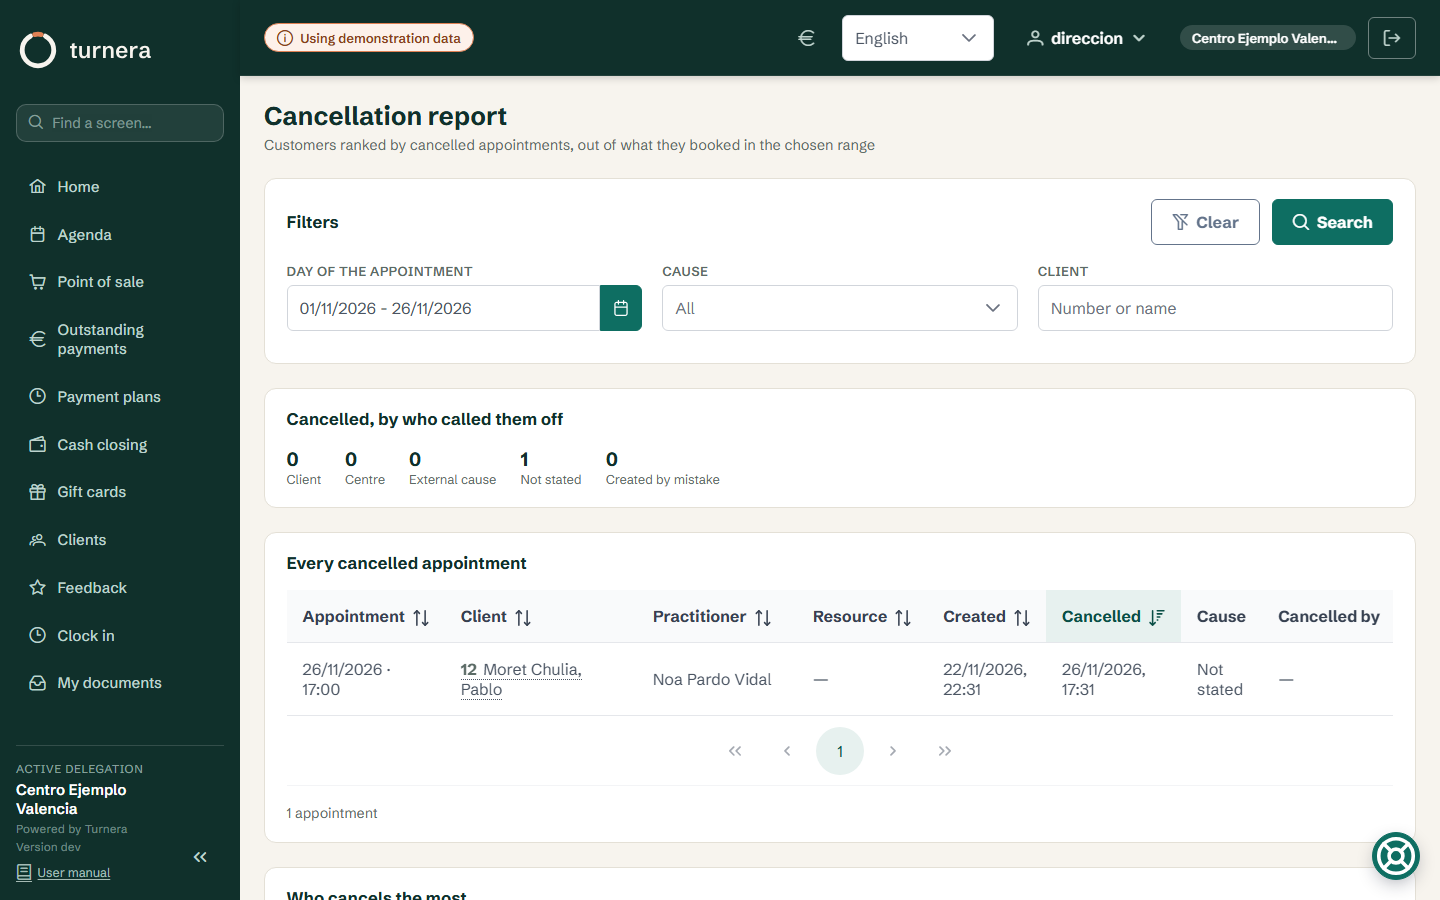 turnera
Using demonstration data
€
English
direccion
Centro Ejemplo Valen...
Find a screen...
Home
Agenda
Point of sale
Outstanding
payments
Payment plans
Cash closing
Gift cards
Clients
Feedback
Clock in
My documents
ACTIVE DELEGATION
Centro Ejemplo
Valencia
Powered by Turnera
Version dev
User manual
Cancellation report
Customers ranked by cancelled appointments, out of what they booked in the chosen range
Filters
Clear
Search
DAY OF THE APPOINTMENT
CAUSE
CLIENT
01/11/2026 - 26/11/2026
All
Number or name
Cancelled, by who called them off
0 0 0 1 0
Client Centre External cause Not stated Created by mistake
Every cancelled appointment
Appointment Client Practitioner Resource Created Cancelled Cause Cancelled by
26/11/2026 · 12 Moret Chulia, Noa Pardo Vidal — 22/11/2026, 26/11/2026, Not —
17:00 Pablo 22:31 17:31 stated
1
1 appointment
Who cancels the most